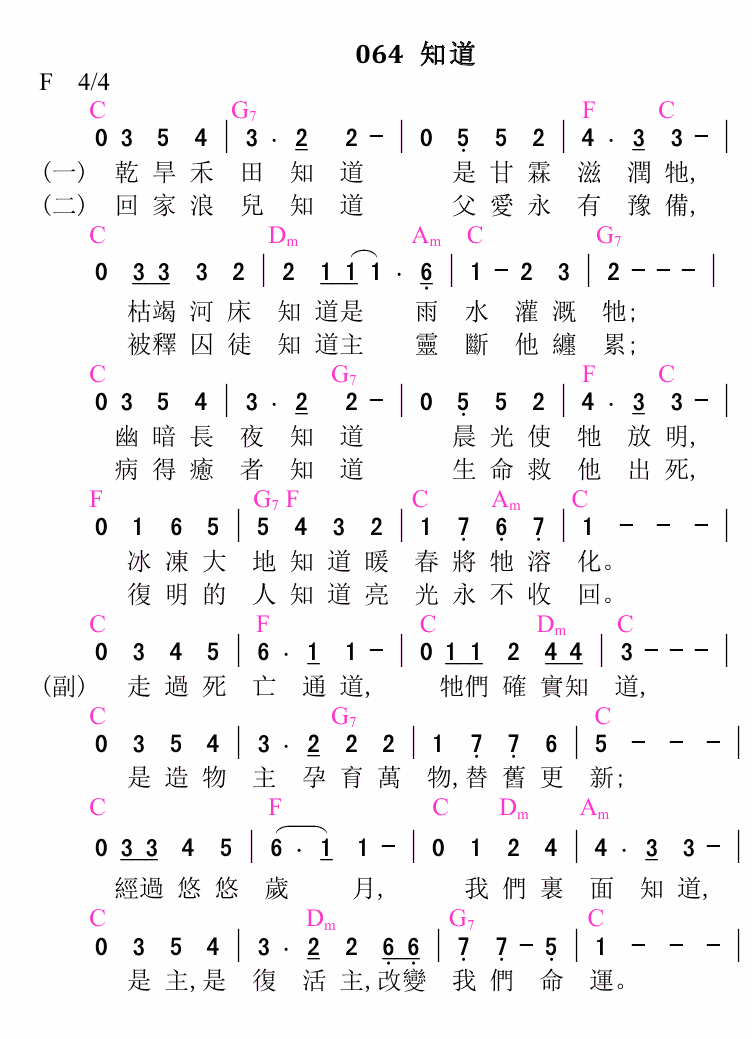 064 知道
F 4/4
C G7 F C
0 3 5 4 | 3 · 2 2 - | 0 5 5 2 | 4 · 3 3 - |
(一) 乾 旱 禾 田 知 道 是 甘 霖 滋 潤 牠,
(二) 回 家 浪 兒 知 道 父 愛 永 有 豫 備,
C Dm Am C G7
0 3 3 3 2 | 2 1 1 1 · 6 | 1 - 2 3 | 2 - - - |
枯竭 河 床 知 道是 雨 水 灌 溉 牠;
被釋 囚 徒 知 道主 靈 斷 他 纏 累;
C G7 F C
0 3 5 4 | 3 · 2 2 - | 0 5 5 2 | 4 · 3 3 - |
幽 暗 長 夜 知 道 晨 光 使 牠 放 明,
病 得 癒 者 知 道 生 命 救 他 出 死,
F G7 F C Am C
0 1 6 5 | 5 4 3 2 | 1 7 6 7 | 1 - - -
冰 凍 大 地 知 道 暖 春 將 牠 溶 化。
復 明 的 人 知 道 亮 光 永 不 收 回。
C F C Dm C
0 3 4 5 | 6 · 1 1 - | 0 1 1 2 4 4 | 3 - - - |
(副) 走 過 死 亡 通 道, 牠們 確 實知 道,
C G7 C
0 3 5 4 | 3 · 2 2 2 | 1 7 7 6 | 5 - - - |
是 造 物 主 孕 育 萬 物,替 舊 更 新;
C F C Dm Am
0 3 3 4 5 | 6 · 1 1 - | 0 1 2 4 | 4 · 3 3 - |
經過 悠 悠 歲 月, 我 們 裏 面 知 道,
C Dm G7 C
0 3 5 4 | 3 · 2 2 6 6 | 7 7 - 5 | 1 - - - |
是 主,是 復 活 主,改變 我 們 命 運。